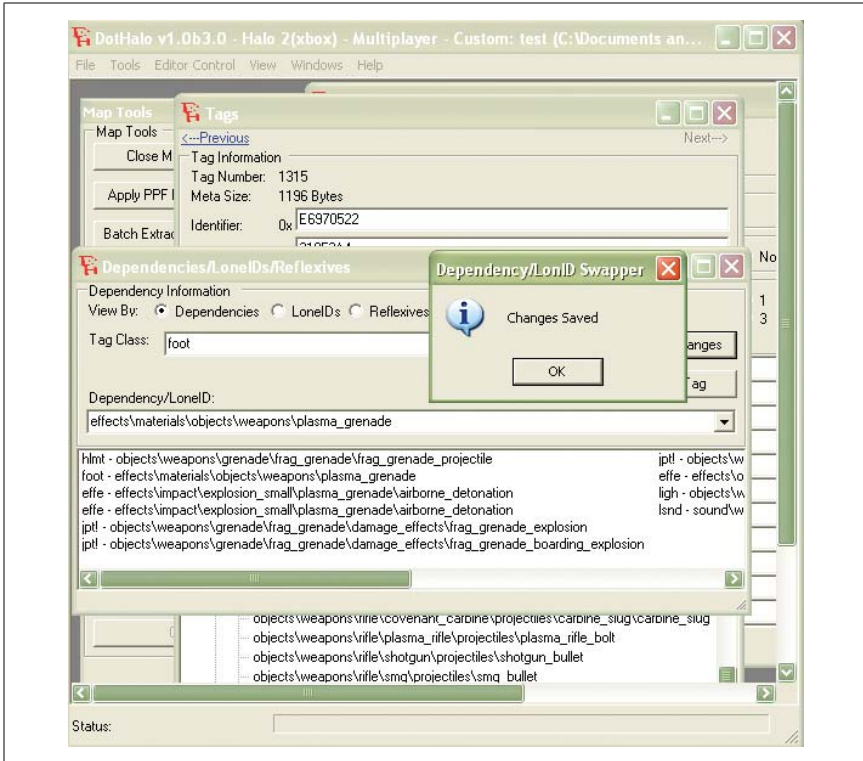 DotHalo v1.0b3.0 - Halo 2(xbox) - Multiplayer - Custom: test (C:\Documents an...
File Tools Editor Control View Windows Help
Map Tools
Tags
Map Tools
<---Previous
Next--->
Close M
Tag Information
Tag Number: 1315
Apply PPF
Meta Size: 1196 Bytes
Batch Extrac
Identifier: 0x E6970522
Dependencies/LoneIDs/Reflexives
Dependency/LonID Swapper
No
Dependency Information
View By: Dependencies LoneIDs Reflexives
Changes Saved
1
3
Tag Class: foot
anges
OK
Tag
Dependency/LoneID:
effects\materials\objects\weapons\plasma_grenade
hlmt - objects\weapons\grenade\frag_grenade\frag_grenade_projectile
jpt! - objects\w
foot - effects\materials\objects\weapons\plasma_grenade
effe - effects\o
effe - effects\impact\explosion_small\plasma_grenade\airborne_detonation
ligh - objects\w
effe - effects\impact\explosion_small\plasma_grenade\airborne_detonation
lsnd - sound\w
jpt! - objects\weapons\grenade\frag_grenade\damage_effects\frag_grenade_explosion
jpt! - objects\weapons\grenade\frag_grenade\damage_effects\frag_grenade_boarding_explosion
objects\weapons\rifle\covenant_carbine\projectiles\carbine_slug\carbine_slug
objects\weapons\rifle\plasma_rifle\projectiles\plasma_rifle_bolt
objects\weapons\rifle\shotgun\projectiles\shotgun_bullet
objects\weapons\rifle\smg\projectiles\smg_bullet
Status: